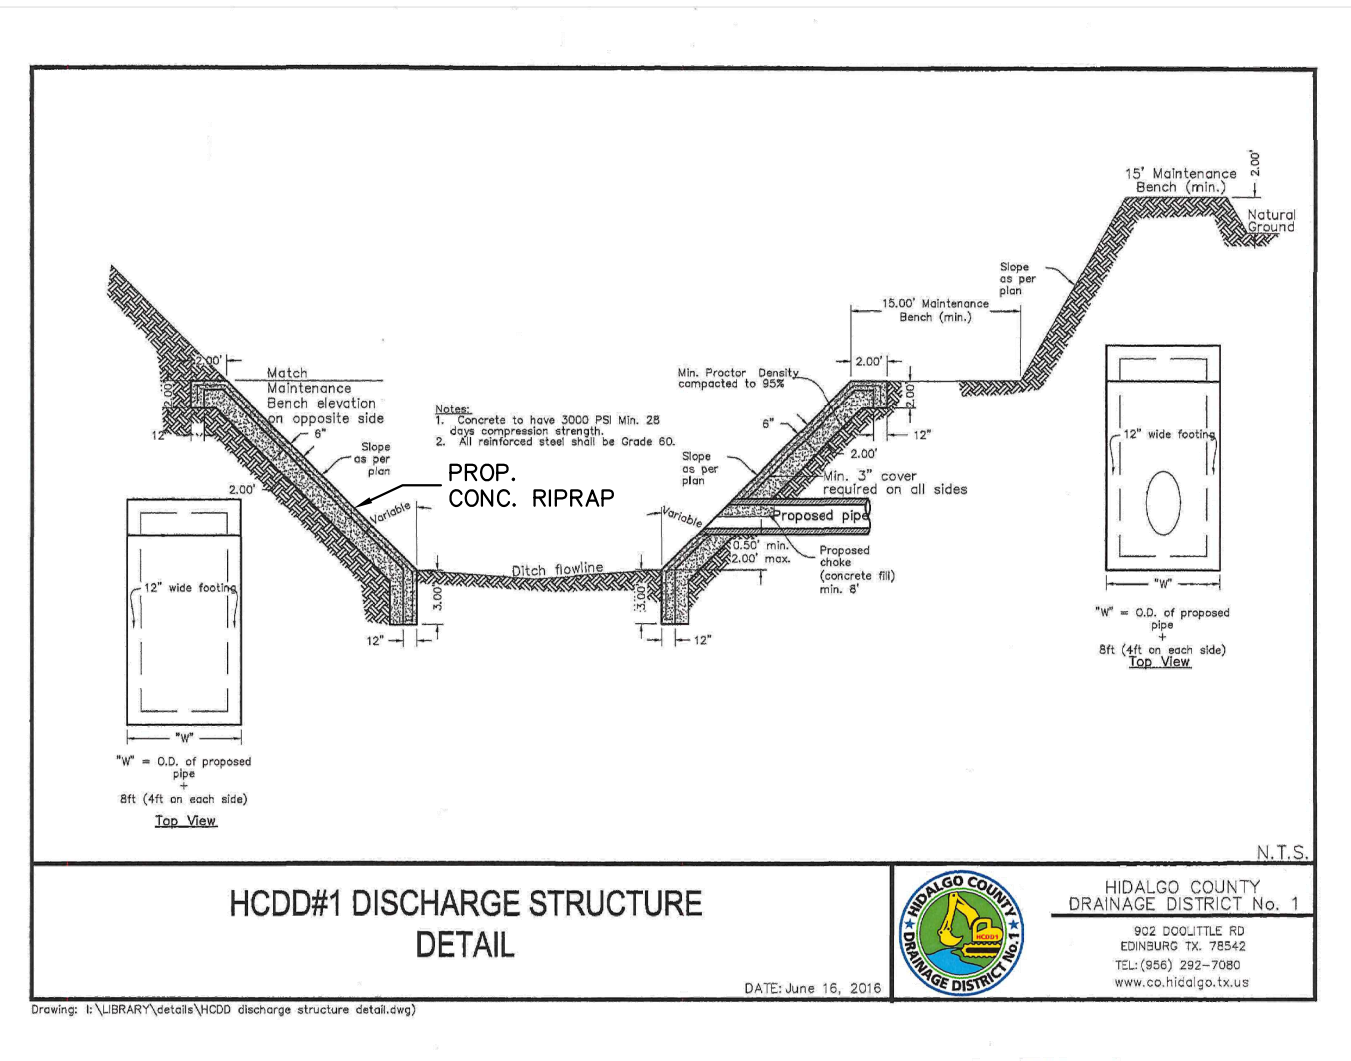 15' Maintenance
Bench (min.)
2.00'
Natural
Ground
Slope
as per
plan
15.00' Maintenance
Bench (min.)
2.00'
Match
Maintenance
Bench elevation
on opposite side
2.00'
2.00'
12"
6"
Slope
as per
plan
2.00'
Variable
Notes:
1. Concrete to have 3000 PSI Min. 28
days compression strength.
2. All reinforced steel shall be Grade 60.
PROP.
CONC. RIPRAP
Min. Proctor Density
compacted to 95%
2.00'
2.00'
12"
6"
2.00'
Slope
as per
plan
Min. 3" cover
required on all sides
Variable
Proposed pipe
0.50' min.
2.00' max.
Proposed
choke
(concrete fill)
min. 6'
Ditch flowline
3.00'
3.00'
12"
12"
12" wide footing
"W"
"W" = O.D. of proposed
pipe
+
8ft (4ft on each side)
Top View
12" wide footing
"W"
"W" = O.D. of proposed
pipe
+
8ft (4ft on each side)
Top View
N.T.S.
HCDD#1 DISCHARGE STRUCTURE
DETAIL
DATE: June 16, 2016
HIDALGO COUNTY
DRAINAGE DISTRICT No.1
HCDD1
HIDALGO COUNTY
DRAINAGE DISTRICT No. 1
902 DOOLITTLE RD
EDINBURG TX. 78542
TEL: (956) 292-7080
www.co.hidalgo.tx.us
Drawing: I:\LIBRARY\details\HCDD discharge structure detail.dwg)